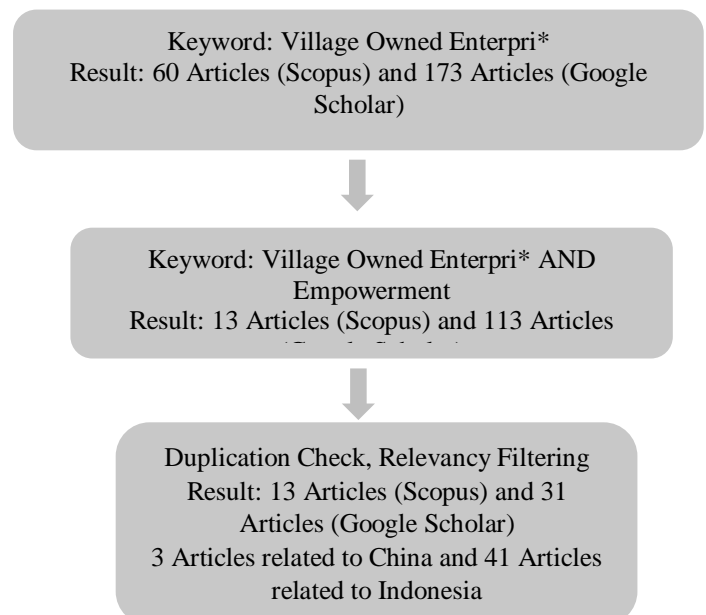 Keyword: Village Owned Enterpri*
Result: 60 Articles (Scopus) and 173 Articles (Google
Scholar)
Keyword: Village Owned Enterpri* AND
Empowerment
Result: 13 Articles (Scopus) and 113 Articles
Duplication Check, Relevancy Filtering
Result: 13 Articles (Scopus) and 31
Articles (Google Scholar)
3 Articles related to China and 41 Articles
related to Indonesia